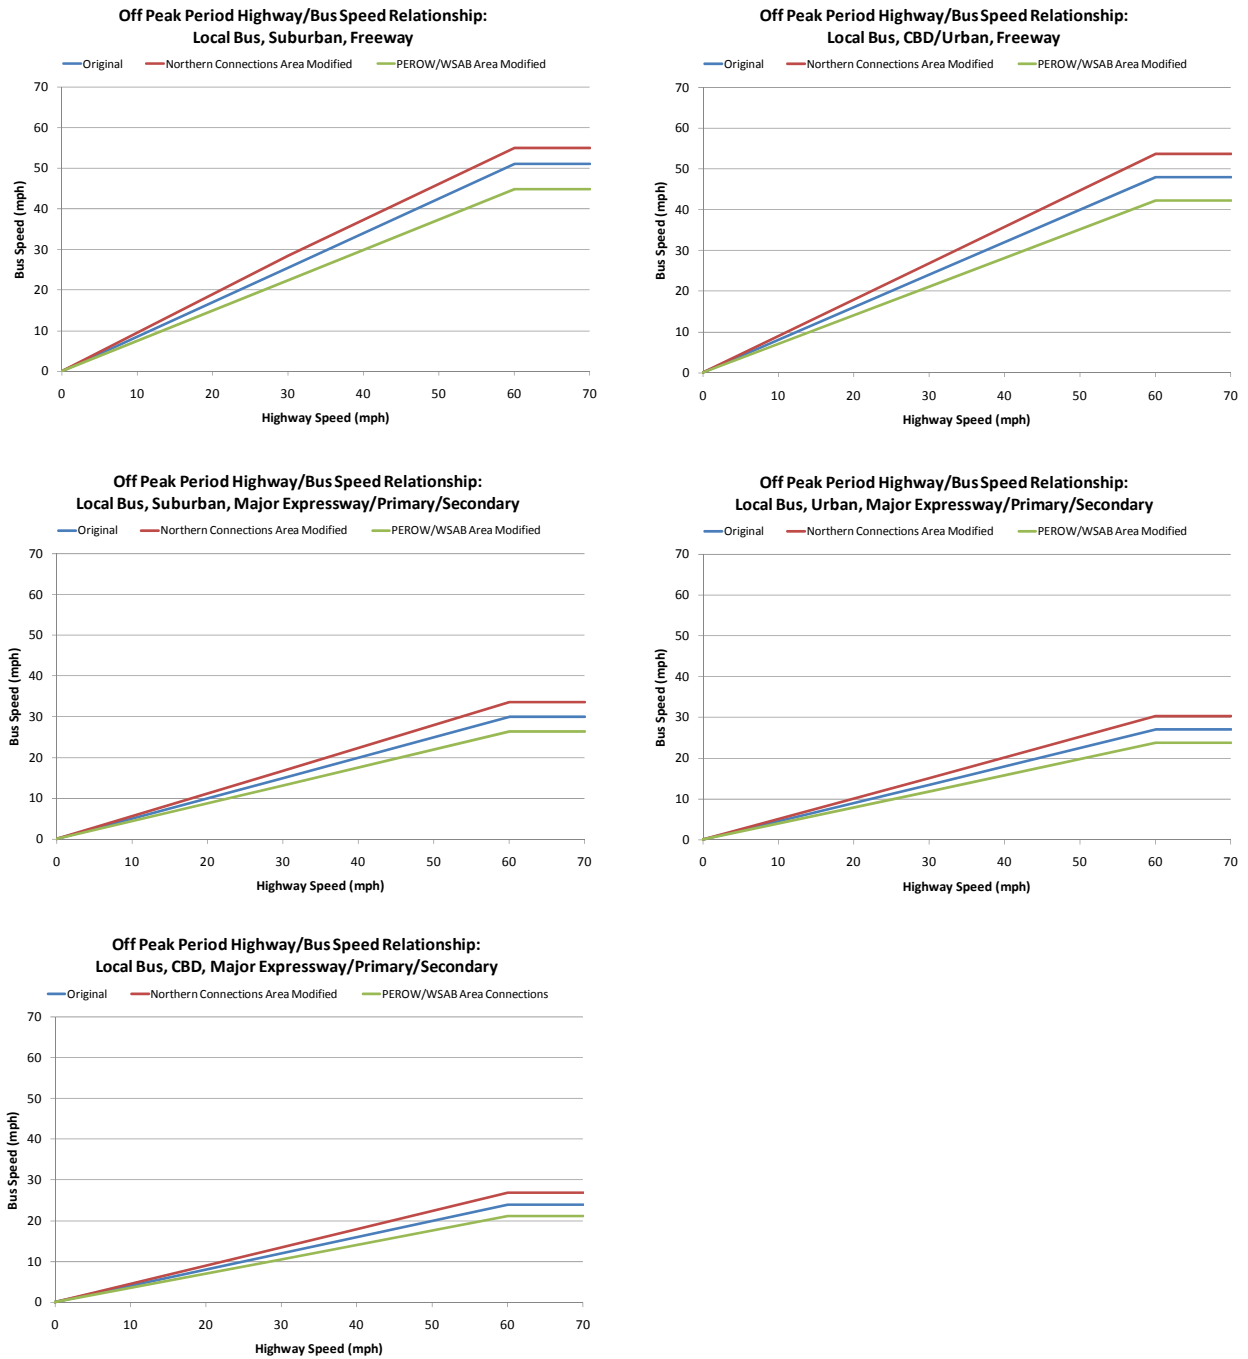 Off Peak Period Highway/Bus Speed Relationship:
Local Bus, Suburban, Freeway
Original Northern Connections Area Modified PEROW/WSAB Area Modified
70
60
50
40
30
20
10
0
Bus Speed (mph)
0 10 20 30 40 50 60 70
Highway Speed (mph)
Off Peak Period Highway/Bus Speed Relationship:
Local Bus, CBD/Urban, Freeway
Original Northern Connections Area Modified PEROW/WSAB Area Modified
70
60
50
40
30
20
10
0
Bus Speed (mph)
0 10 20 30 40 50 60 70
Highway Speed (mph)
Off Peak Period Highway/Bus Speed Relationship:
Local Bus, Suburban, Major Expressway/Primary/Secondary
Original Northern Connections Area Modified PEROW/WSAB Area Modified
70
60
50
40
30
20
10
0
Bus Speed (mph)
0 10 20 30 40 50 60 70
Highway Speed (mph)
Off Peak Period Highway/Bus Speed Relationship:
Local Bus, Urban, Major Expressway/Primary/Secondary
Original Northern Connections Area Modified PEROW/WSAB Area Modified
70
60
50
40
30
20
10
0
Bus Speed (mph)
0 10 20 30 40 50 60 70
Highway Speed (mph)
Off Peak Period Highway/Bus Speed Relationship:
Local Bus, CBD, Major Expressway/Primary/Secondary
Original Northern Connections Area Modified PEROW/WSAB Area Connections
70
60
50
40
30
20
10
0
Bus Speed (mph)
0 10 20 30 40 50 60 70
Highway Speed (mph)